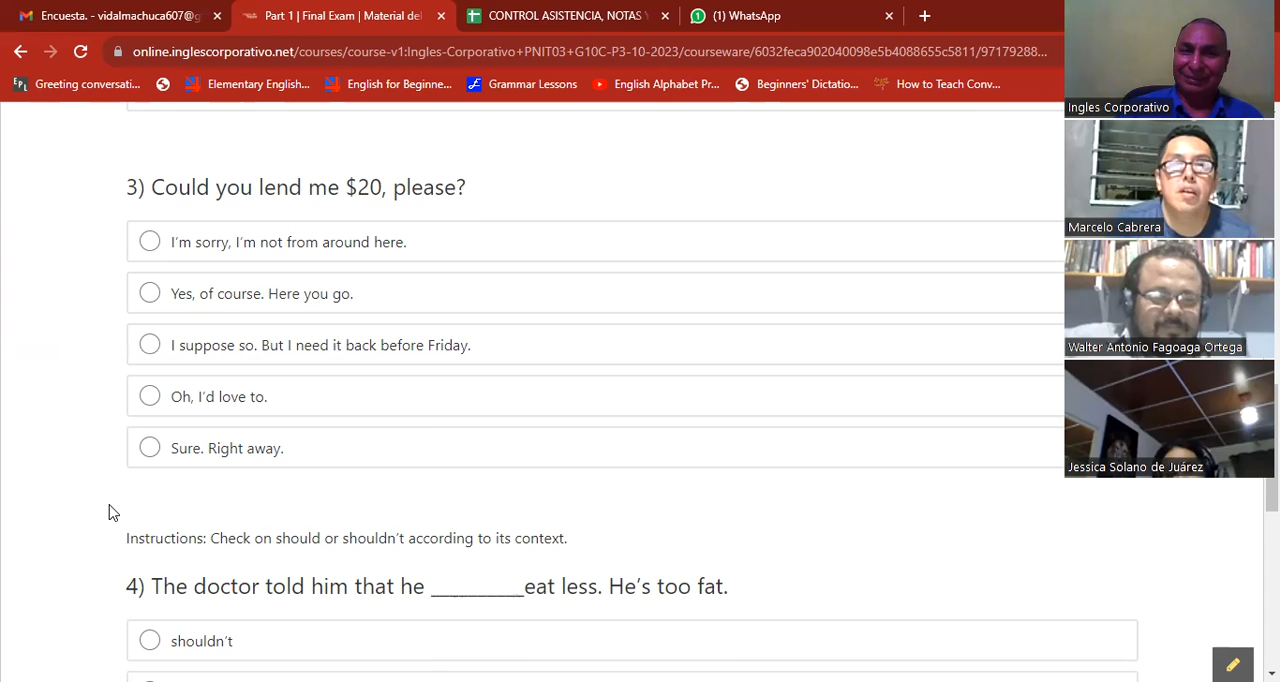 Encuesta. - vidalmachuca607@g
Part 1 | Final Exam | Material del
CONTROL ASISTENCIA, NOTAS Y
(1) WhatsApp
online.inglescorporativo.net/courses/course-v1:Ingles-Corporativo+PNIT03+G10C-P3-10-2023/courseware/6032feca902040098e5b4088655c5811/97179288...
Greeting conversati...
Elementary English...
English for Beginne...
Grammar Lessons
English Alphabet Pr...
Beginners' Dictatio...
How to Teach Conv...
3) Could you lend me $20, please?
I'm sorry, I'm not from around here.
Yes, of course. Here you go.
I suppose so. But I need it back before Friday.
Oh, I'd love to.
Sure. Right away.
Instructions: Check on should or shouldn't according to its context.
4) The doctor told him that he __________eat less. He's too fat.
shouldn't
Ingles Corporativo
Marcelo Cabrera
Walter Antonio Fagoaga Ortega
Jessica Solano de Juárez